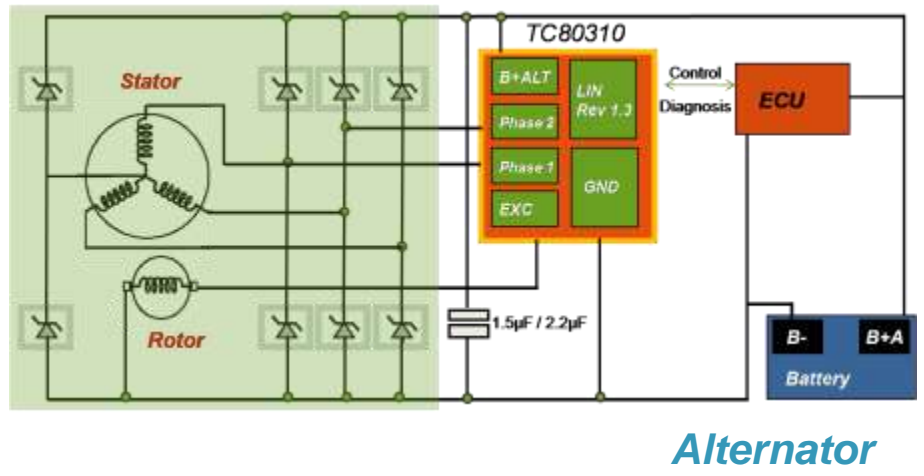 TC80310
Stator
B+ALT
LIN
Rev 1.3
Phase 2
Phase 1
GND
EXC
Control
Diagnosis
ECU
Rotor
1.5µF / 2.2µF
B-
B+A
Battery
Alternator